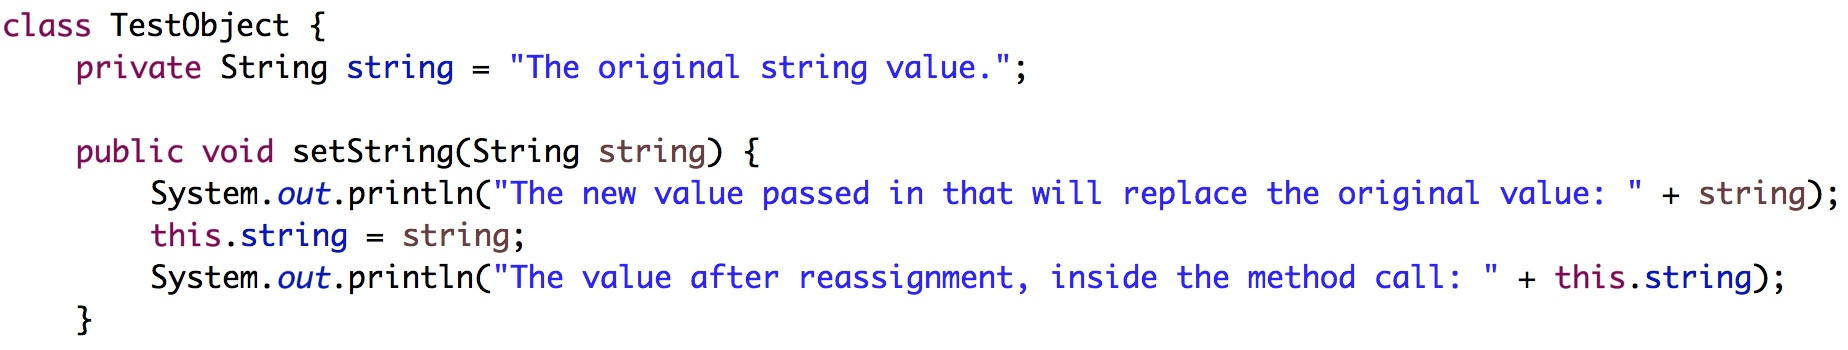 class TestObject {
    private String string = "The original string value.";

    public void setString(String string) {
        System.out.println("The new value passed in that will replace the original value: " + string);
        this.string = string;
        System.out.println("The value after reassignment, inside the method call: " + this.string);
    }